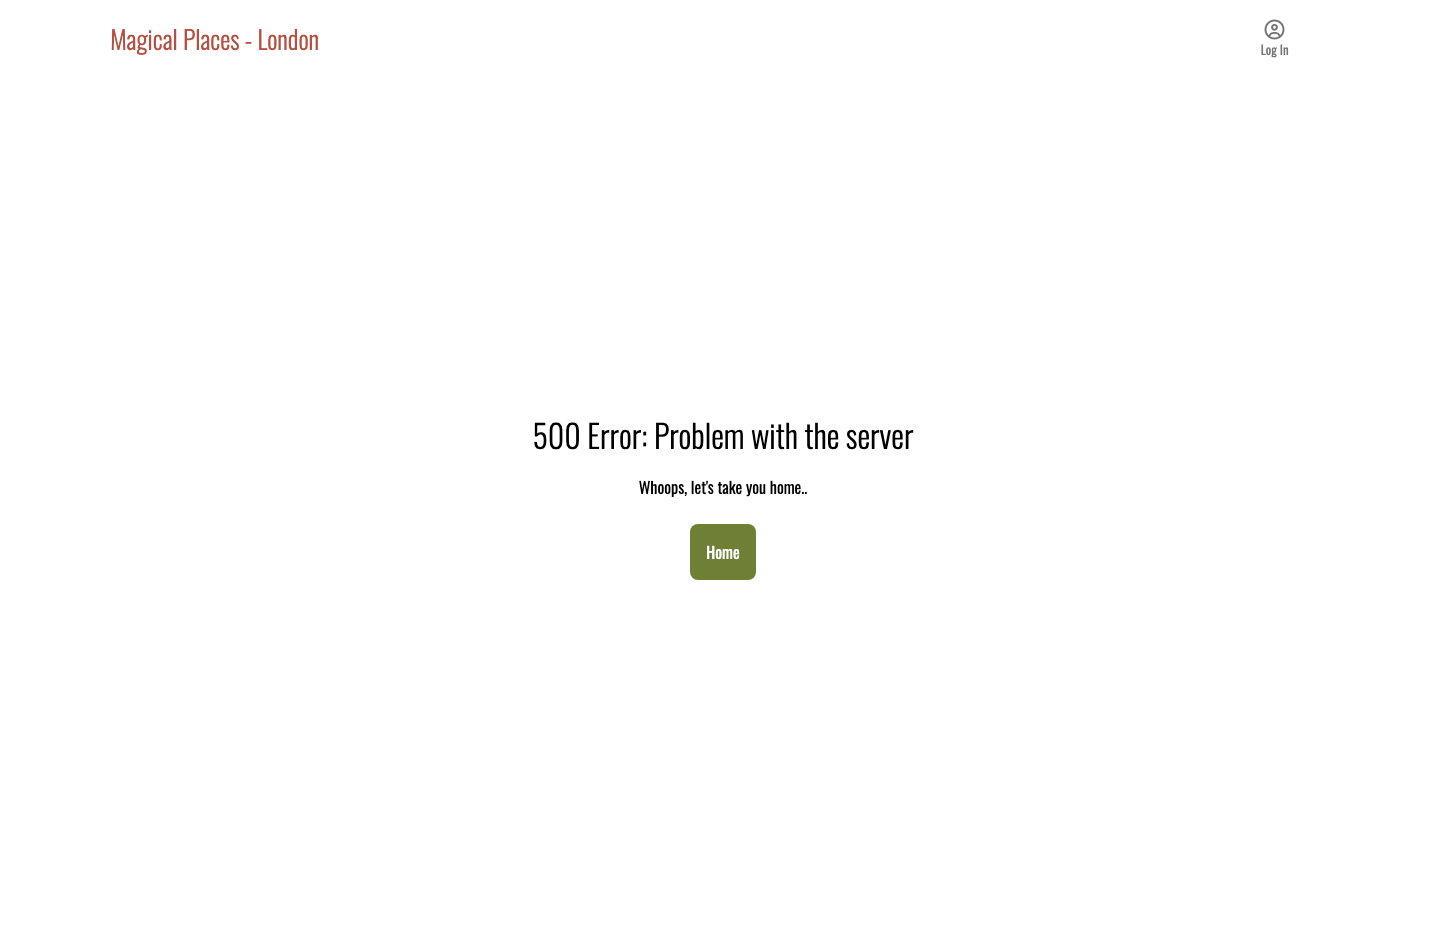 Magical Places - London
Log In
500 Error: Problem with the server
Whoops, let's take you home..
Home